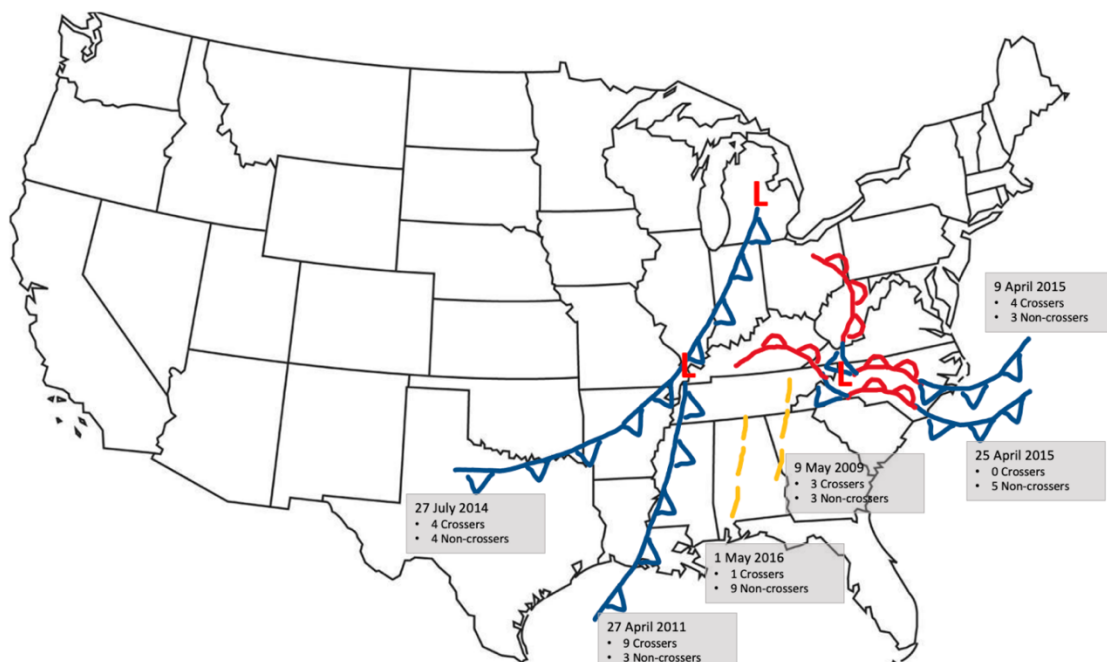 L
L
L
9 April 2015
• 4 Crossers
• 3 Non-crossers
25 April 2015
• 0 Crossers
• 5 Non-crossers
9 May 2009
• 3 Crossers
• 3 Non-crossers
27 July 2014
• 4 Crossers
• 4 Non-crossers
1 May 2016
• 1 Crossers
• 9 Non-crossers
27 April 2011
• 9 Crossers
• 3 Non-crossers